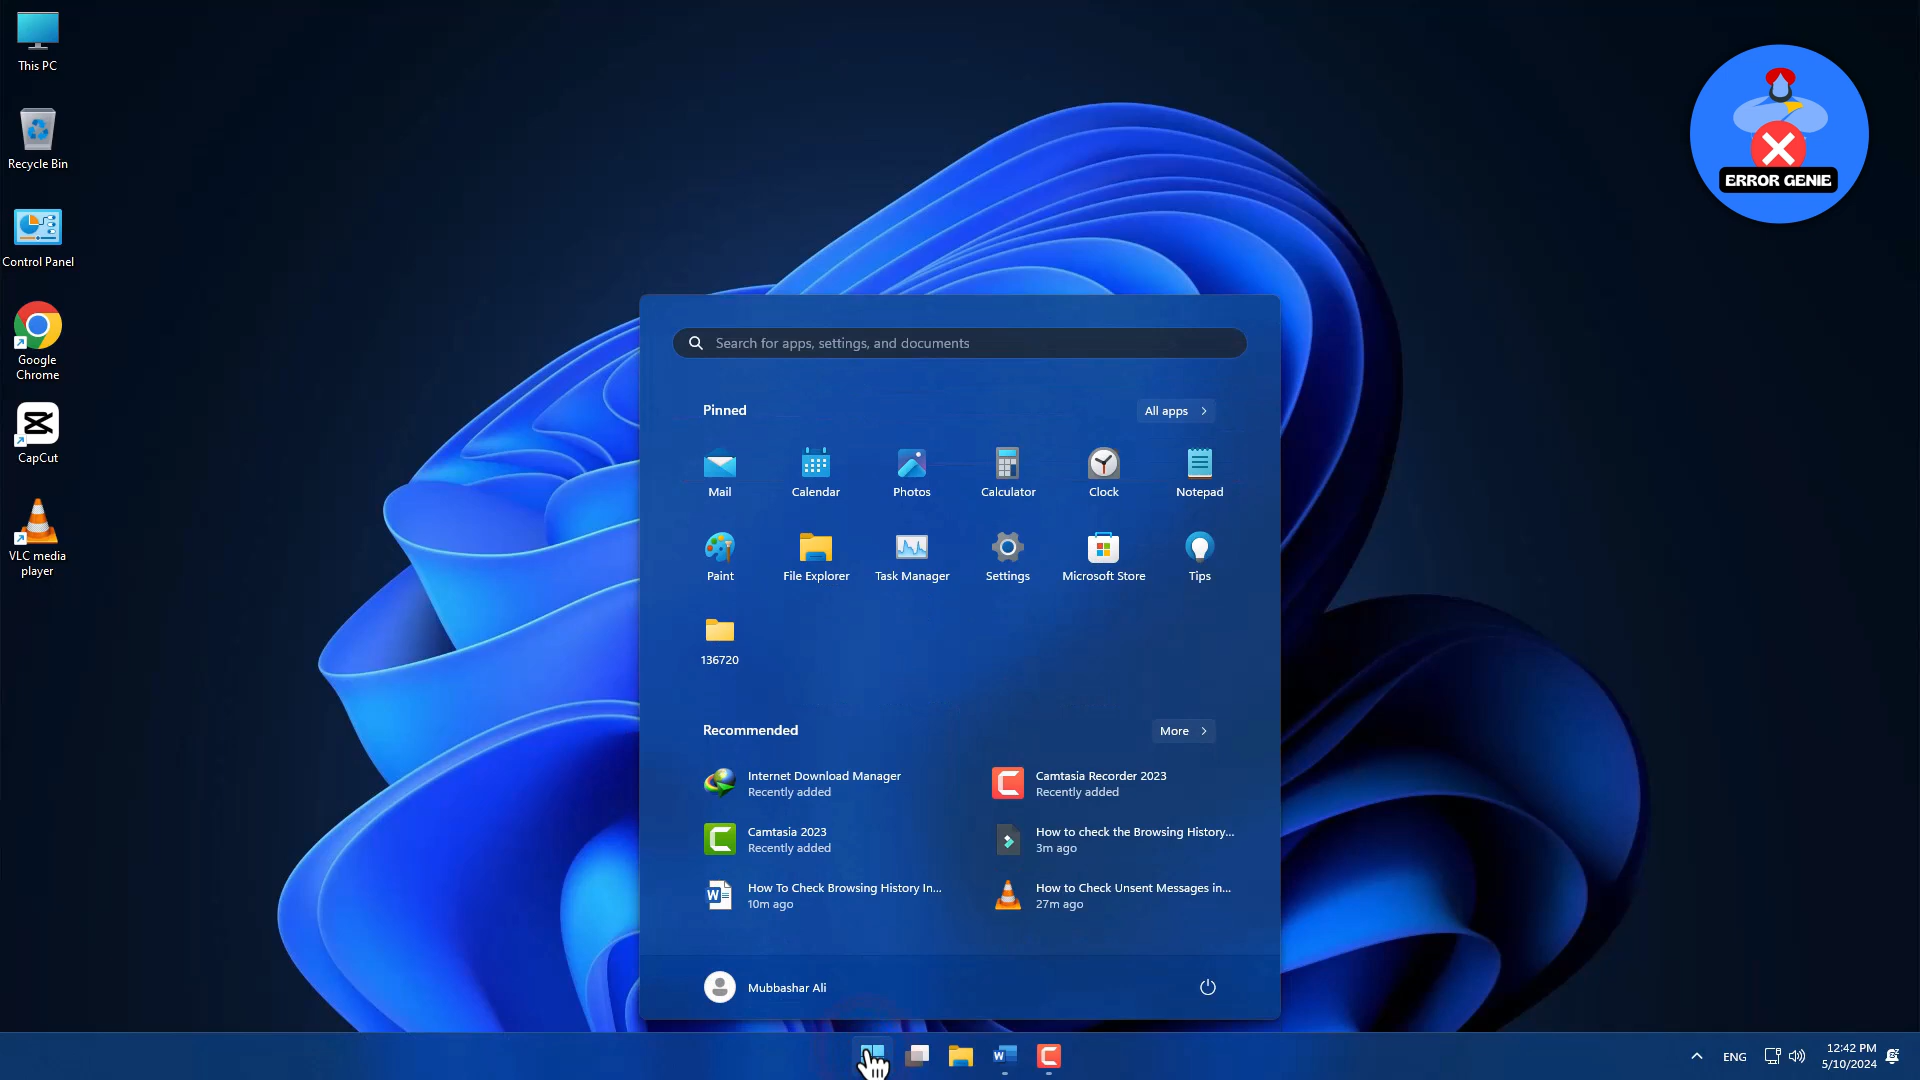 This PC
Recycle Bin
Control Panel
Google
Chrome
CapCut
VLC media
player
ERROR GENIE
Search for apps, settings, and documents
Pinned
All apps
Mail
Calendar
Photos
Calculator
Clock
Notepad
Paint
File Explorer
Task Manager
Settings
Microsoft Store
Tips
136720
Recommended
More
Internet Download Manager
Recently added
Camtasia Recorder 2023
Recently added
Camtasia 2023
Recently added
How to check the Browsing History...
3m ago
W
How To Check Browsing History In...
10m ago
How to Check Unsent Messages in...
27m ago
Mubbashar Ali
W
ENG
12:42 PM
5/10/2024